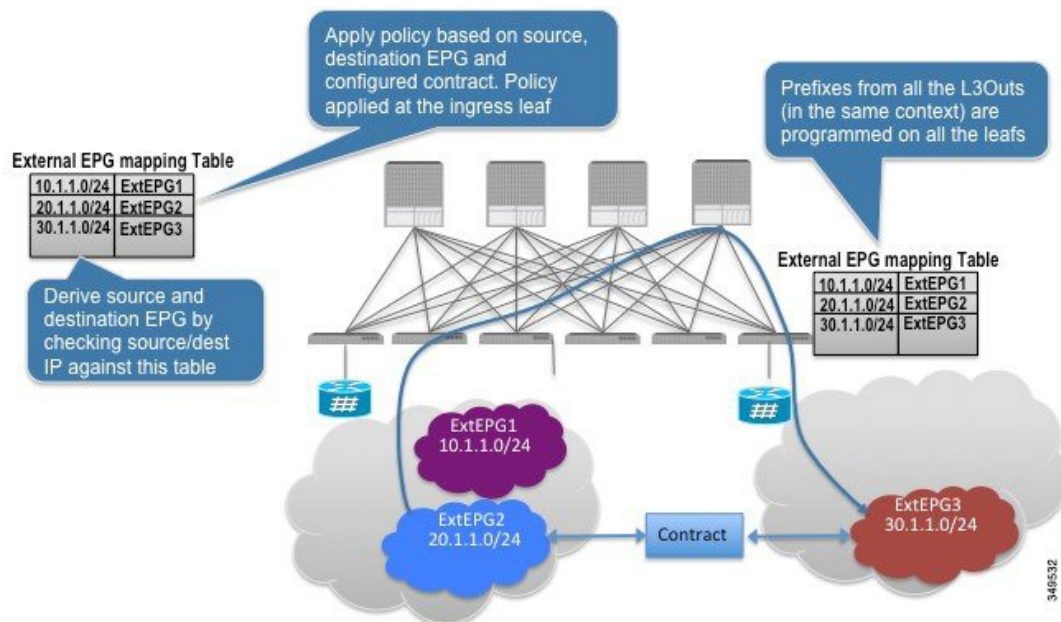 Apply policy based on source,
destination EPG and
configured contract. Policy
applied at the ingress leaf
Prefixes from all the L3Outs
(in the same context) are
programmed on all the leafs
External EPG mapping Table
10.1.1.0/24 ExtEPG1
20.1.1.0/24 ExtEPG2
30.1.1.0/24 ExtEPG3
Derive source and
destination EPG by
checking source/dest
IP against this table
External EPG mapping Table
10.1.1.0/24 ExtEPG1
20.1.1.0/24 ExtEPG2
30.1.1.0/24 ExtEPG3
ExtEPG1
10.1.1.0/24
ExtEPG2
20.1.1.0/24
Contract
ExtEPG3
30.1.1.0/24
349532